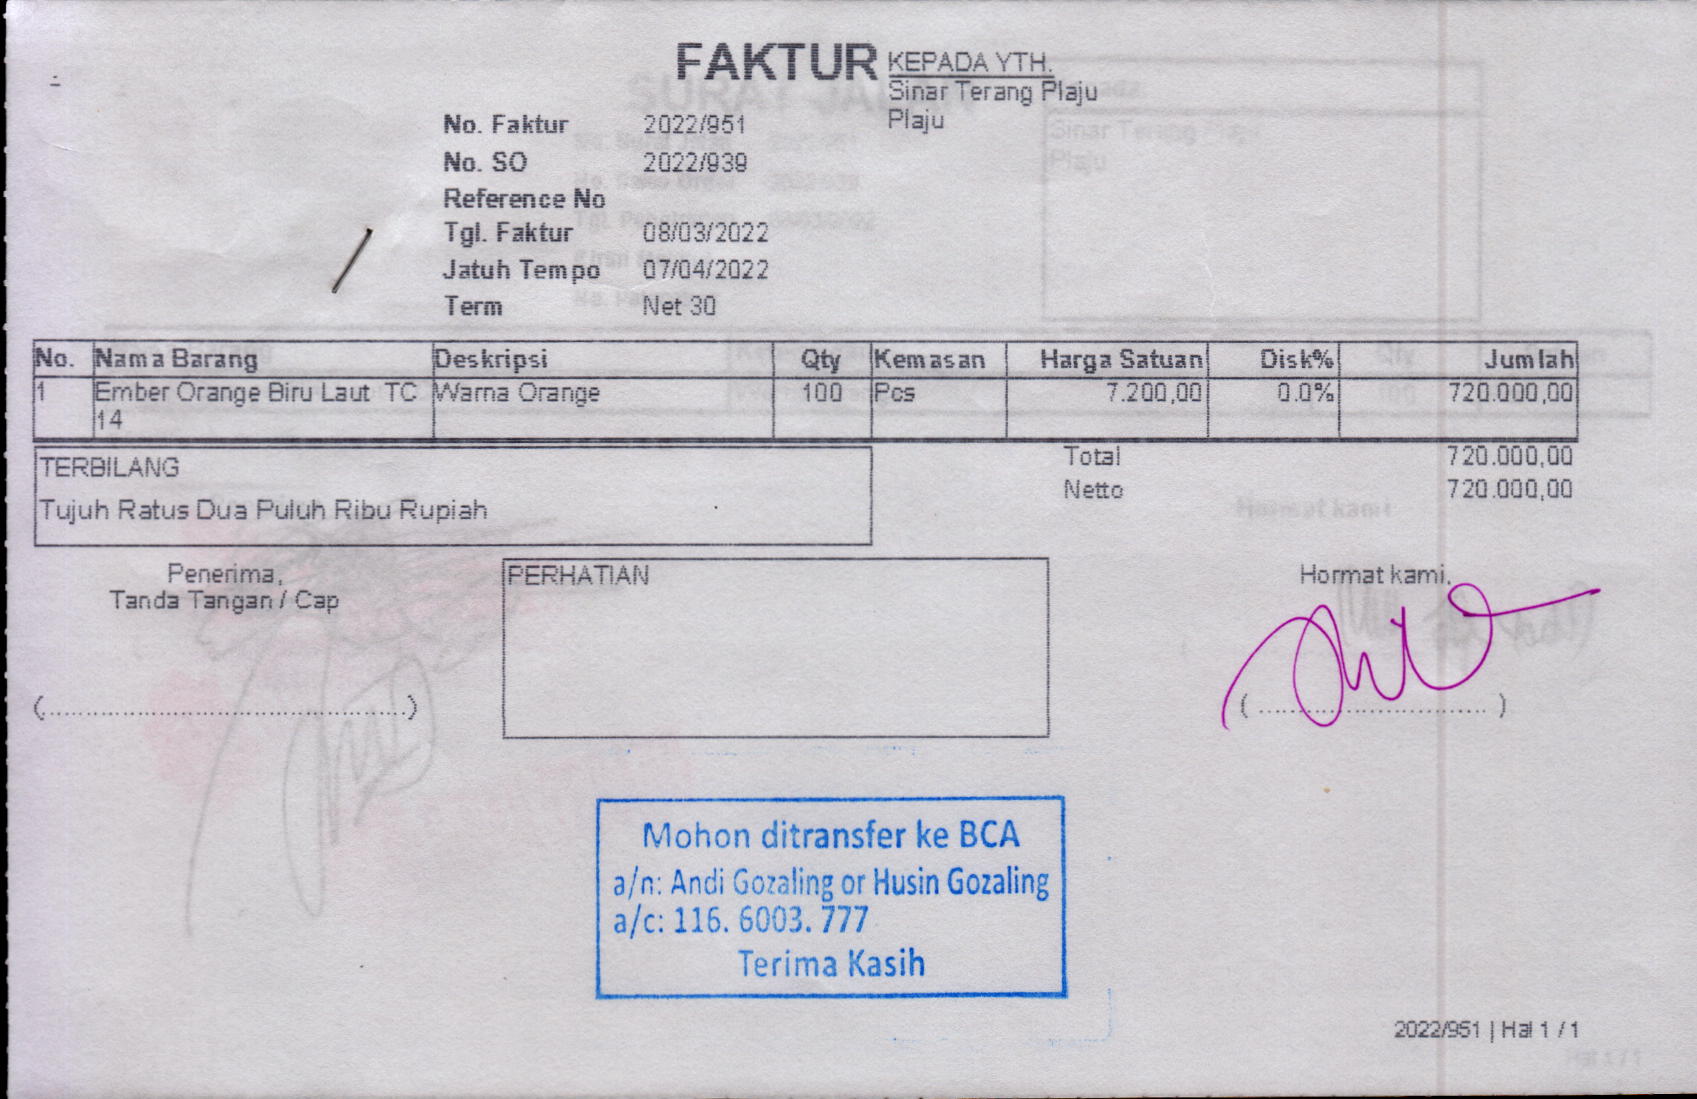 FAKTUR
KEPADA YTH.
Sinar Terang Plaju
Plaju
No. Faktur 2022/951
No. SO 2022/939
Reference No
Tgl. Faktur 08/03/2022
Jatuh Tempo 07/04/2022
Term Net 30
No. Nama Barang Deskripsi Qty Kemasan Harga Satuan Disk% Jumlah
1 Ember Orange Biru Laut TC Warna Orange 100 Pcs 7.200,00 0.0% 720.000,00
14
TERBILANG
Tujuh Ratus Dua Puluh Ribu Rupiah
Total 720.000,00
Netto 720.000,00
Penerima,
Tanda Tangan / Cap
(..................................................)
PERHATIAN
Hormat kami,
( ................................ )
Mohon ditransfer ke BCA
a/n: Andi Gozaling or Husin Gozaling
a/c: 116. 6003. 777
Terima Kasih
2022/951 | Hal 1 / 1